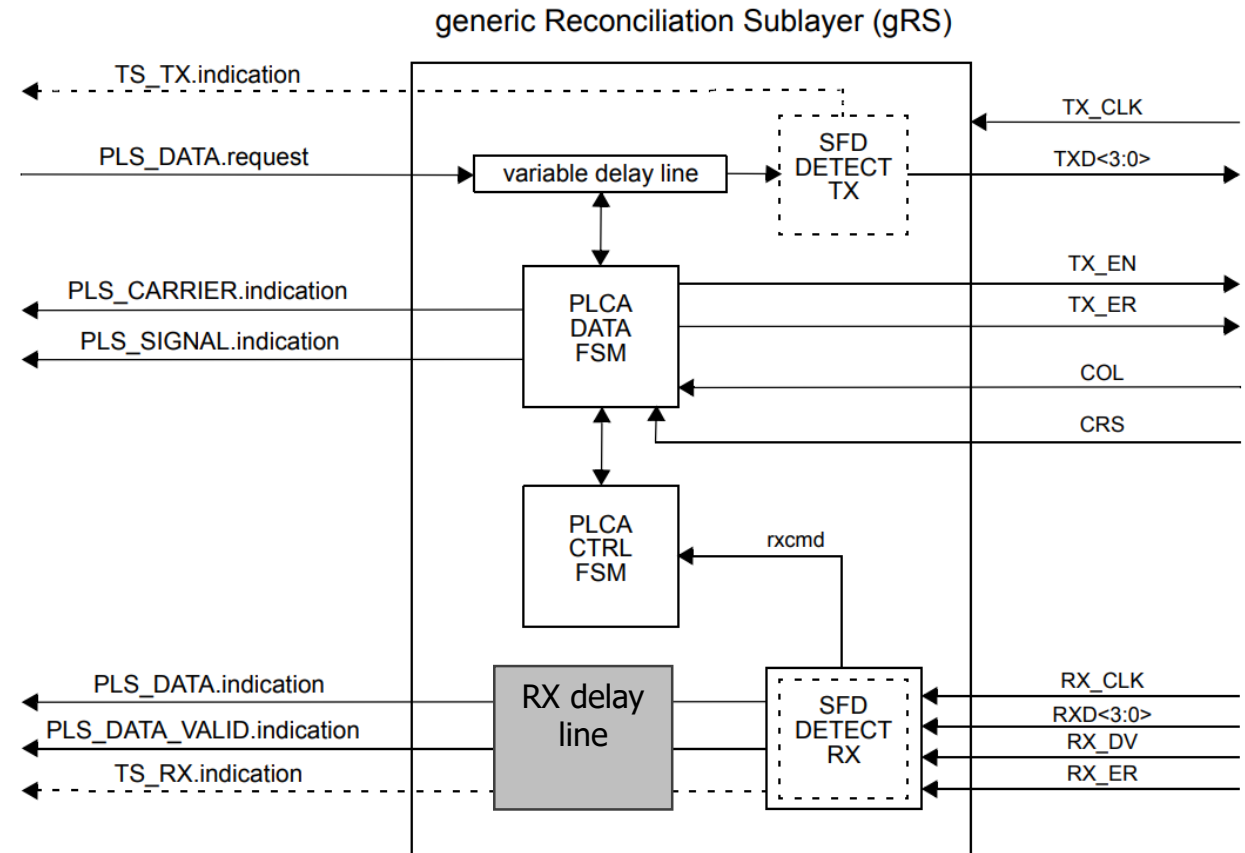 generic Reconciliation Sublayer (gRS)
TS_TX.indication
TX_CLK
PLS_DATA.request
variable delay line
SFD
DETECT
TX
TXD<3:0>
PLS_CARRIER.indication
PLS_SIGNAL.indication
PLCA
DATA
FSM
TX_EN
TX_ER
COL
CRS
PLCA
CTRL
FSM
rxcmd
PLS_DATA.indication
PLS_DATA_VALID.indication
TS_RX.indication
RX delay
line
SFD
DETECT
RX
RX_CLK
RXD<3:0>
RX_DV
RX_ER